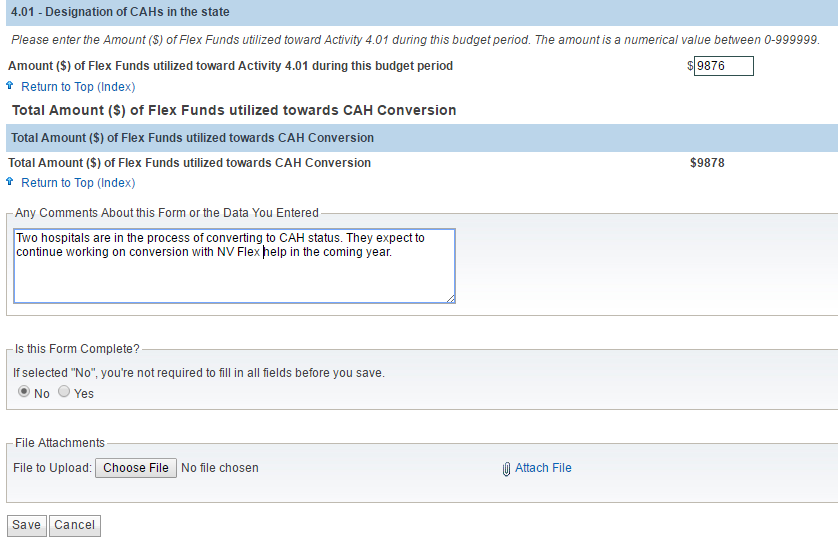 4.01 - Designation of CAHs in the state
Please enter the Amount ($) of Flex Funds utilized toward Activity 4.01 during this budget period. The amount is a numerical value between 0-999999.
Amount ($) of Flex Funds utilized toward Activity 4.01 during this budget period $ 9876
Return to Top (Index)
Total Amount ($) of Flex Funds utilized towards CAH Conversion
Total Amount ($) of Flex Funds utilized towards CAH Conversion
Total Amount ($) of Flex Funds utilized towards CAH Conversion $9878
Return to Top (Index)
Any Comments About this Form or the Data You Entered
Two hospitals are in the process of converting to CAH status. They expect to
continue working on conversion with NV Flex help in the coming year.
Is this Form Complete?
If selected "No", you're not required to fill in all fields before you save.
No Yes
File Attachments
File to Upload: Choose File No file chosen Attach File
Save Cancel